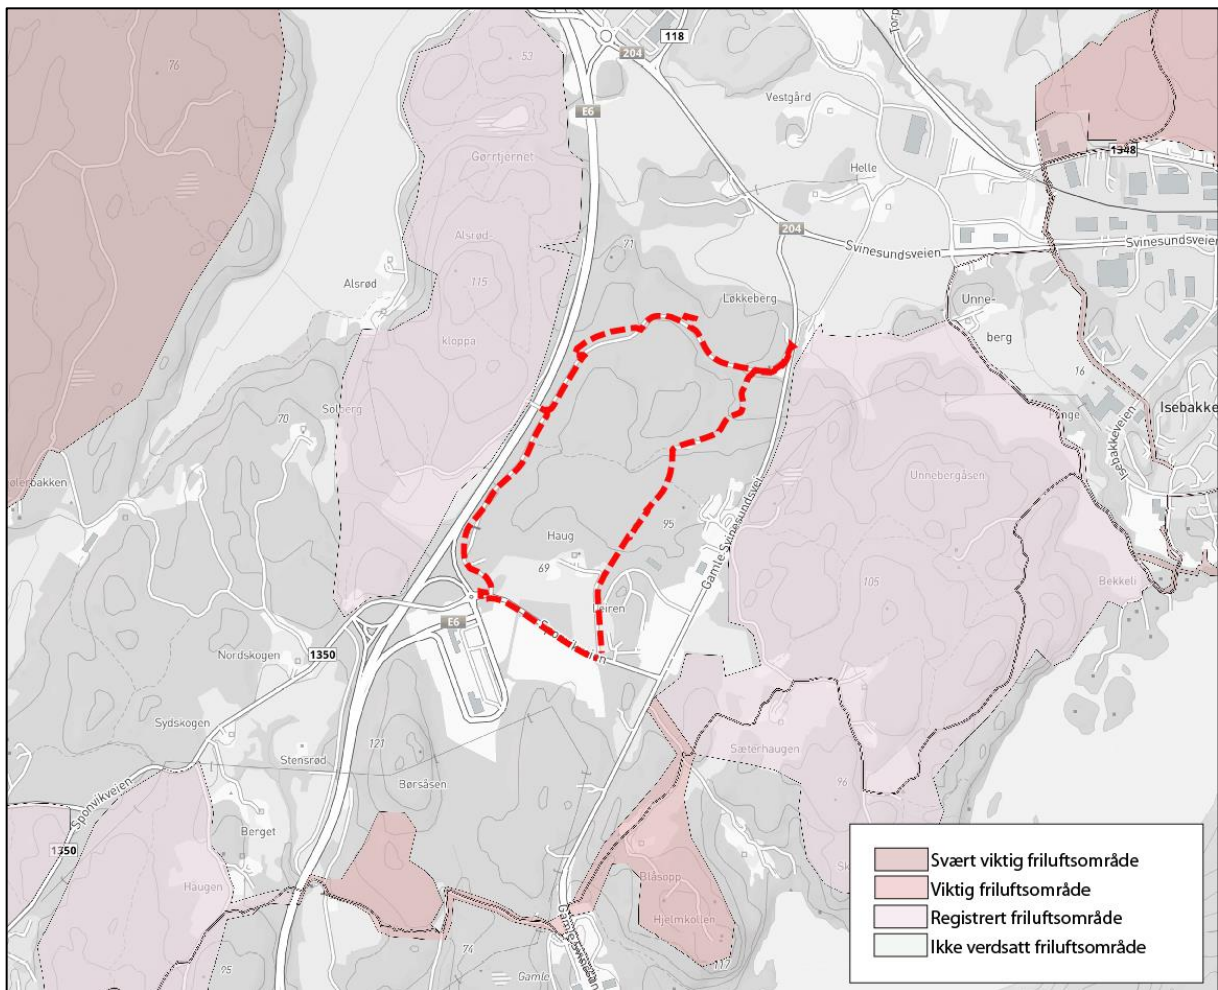 53
118
204
76
E6
Vestgård
Gørrtjernet
1348
Helle
204
Alsrød-
71
Svinesundsveien
Svinesundsveien
115
Alsrød
Løkkeberg
Unne-
berg
kloppa
16
Isebakke
Solberg
70
Isebakkeveien
Unnebergåsen
95
Haug
Gamle Svinesundsvei
69
105
Bekkeli
Leiren
E6
Nordskogen
1350
Sydskogen
Sæterhaugen
121
Stensrød
Børsåsen
96
Sponvikveien
Berget
1350
Svært viktig friluftsområde
Blåsopp
Viktig friluftsområde
Haugen
Hjelmkollen
Registrert friluftsområde
Ikke verdsatt friluftsområde
74
95
117
Gamle